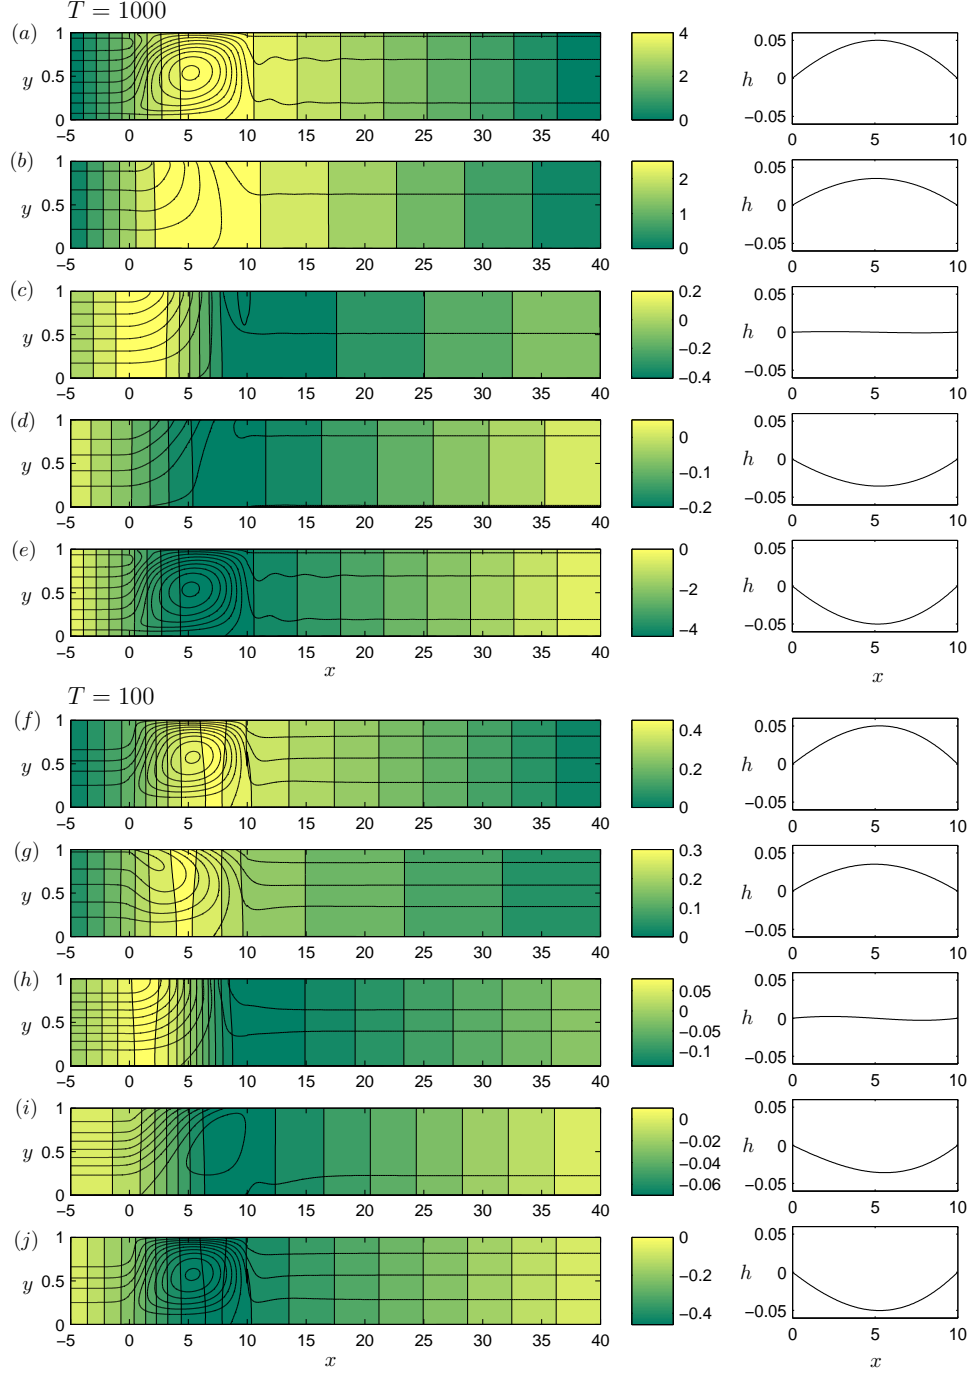 T = 1000
(a) y 1 0.5 0 4 2 0 h 0.05 0 −0.05
−5 0 5 10 15 20 25 30 35 40 0 5 10
(b) y 1 0.5 0 2 1 0 h 0.05 0 −0.05
−5 0 5 10 15 20 25 30 35 40 0 5 10
(c) y 1 0.5 0 0.2 0 −0.2 −0.4 h 0.05 0 −0.05
−5 0 5 10 15 20 25 30 35 40 0 5 10
(d) y 1 0.5 0 0 −0.1 −0.2 h 0.05 0 −0.05
−5 0 5 10 15 20 25 30 35 40 0 5 10
(e) y 1 0.5 0 0 −2 −4 h 0.05 0 −0.05
−5 0 5 10 15 20 25 30 35 40 0 5 10
x x
T = 100
(f) y 1 0.5 0 0.4 0.2 0 h 0.05 0 −0.05
−5 0 5 10 15 20 25 30 35 40 0 5 10
(g) y 1 0.5 0 0.3 0.2 0.1 0 h 0.05 0 −0.05
−5 0 5 10 15 20 25 30 35 40 0 5 10
(h) y 1 0.5 0 0.05 0 −0.05 −0.1 h 0.05 0 −0.05
−5 0 5 10 15 20 25 30 35 40 0 5 10
(i) y 1 0.5 0 0 −0.02 −0.04 −0.06 h 0.05 0 −0.05
−5 0 5 10 15 20 25 30 35 40 0 5 10
(j) y 1 0.5 0 0 −0.2 −0.4 h 0.05 0 −0.05
−5 0 5 10 15 20 25 30 35 40 0 5 10
x x